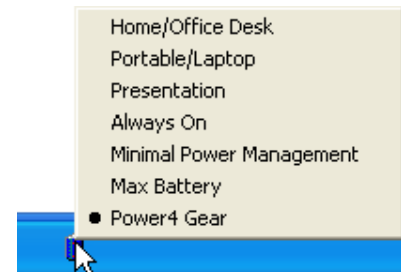 Home/Office Desk
Portable/Laptop
Presentation
Always On
Minimal Power Management
Max Battery
Power4 Gear